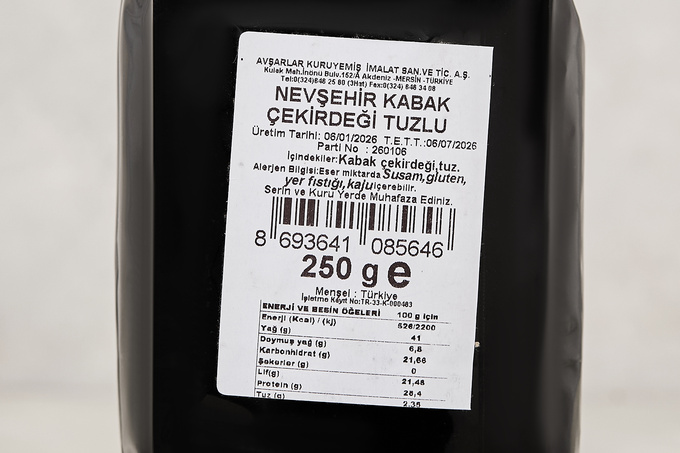 AVŞARLAR KURUYEMİŞ İMALAT SAN.VE TİC. A.Ş.
Kulak Mah.İnönü Bulv.152/A Akdeniz -MERSİN -TÜRKİYE
Tel:0(324)646 25 80 (3Hat) Fax:0(324) 646 34 08
NEVŞEHİR KABAK
ÇEKİRDEĞİ TUZLU
Üretim Tarihi: 06/01/2026 T.E.T.T.:06/07/2026
Parti No : 260106
İçindekiler:Kabak çekirdeği,tuz.
Alerjen Bilgisi:Eser miktarda Susam,gluten,
yer fıstığı,kaju içerebilir.
Serin ve Kuru Yerde Muhafaza Ediniz.
8 693641 085646
250 g e
Menşei : Türkiye
İşletme Kayıt No:TR-33-K-000483
ENERJİ VE BESİN ÖĞELERİ 100 g için
Enerji (Kcal) / (kj) 526/2200
Yağ (g) 41
Doymuş yağ (g) 6,8
Karbonhidrat (g) 21,66
Şekerler (g) 0
Lif(g) 21,48
Protein (g) 28,4
Tuz (g) 2,35